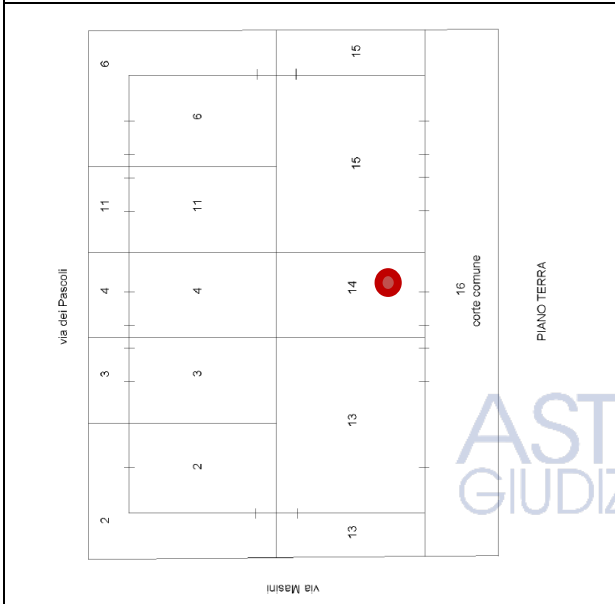 6
6
11
11
4
4
3
3
2
2
15
15
14
13
13
16
corte comune
via dei Pascoli
PIANO TERRA
via Masini
AST
GIUDIZ